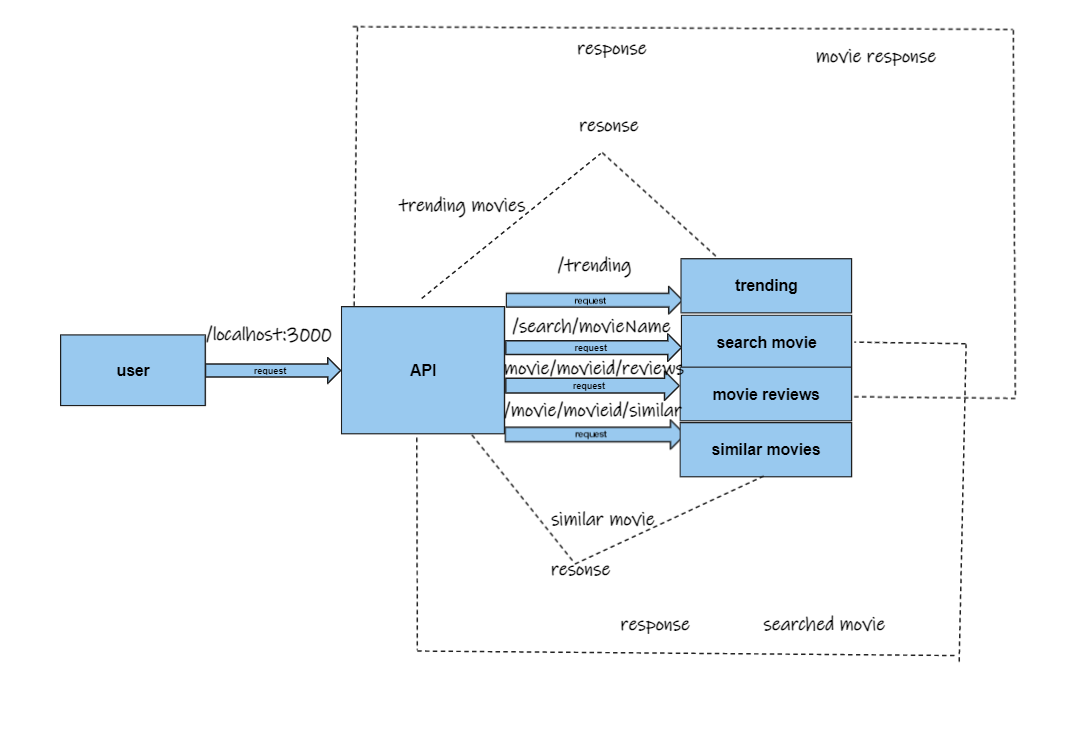 response
movie response
resonse
trending movies
/trending
request
trending
/localhost:3000
/search/movieName
request
search movie
user
request
API
movie/movieid/reviews
request
movie reviews
/movie/movieid/similar
request
similar movies
similar movie
resonse
response
searched movie